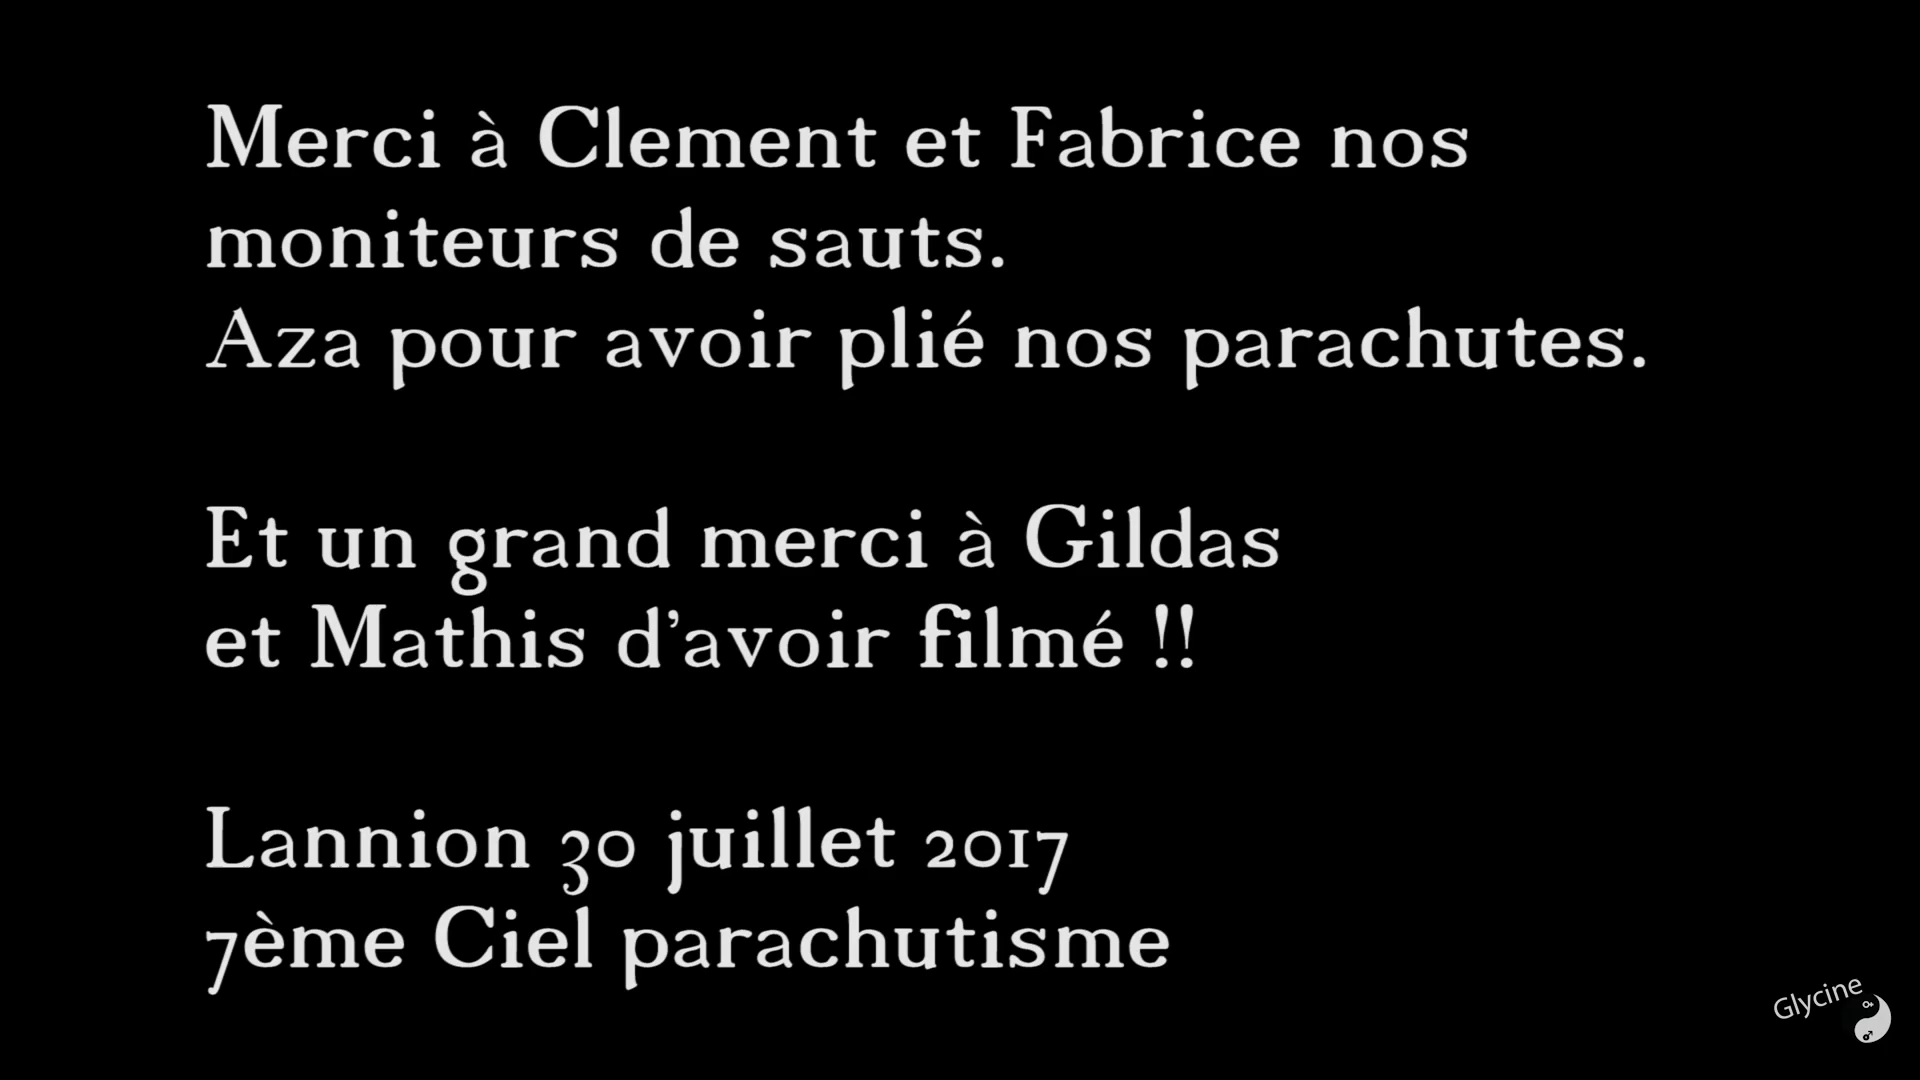 Merci à Clement et Fabrice nos
moniteurs de sauts.
Aza pour avoir plié nos parachutes.
Et un grand merci à Gildas
et Mathis d'avoir filmé !!
Lannion 30 juillet 2017
7ème Ciel parachutisme
Glycine